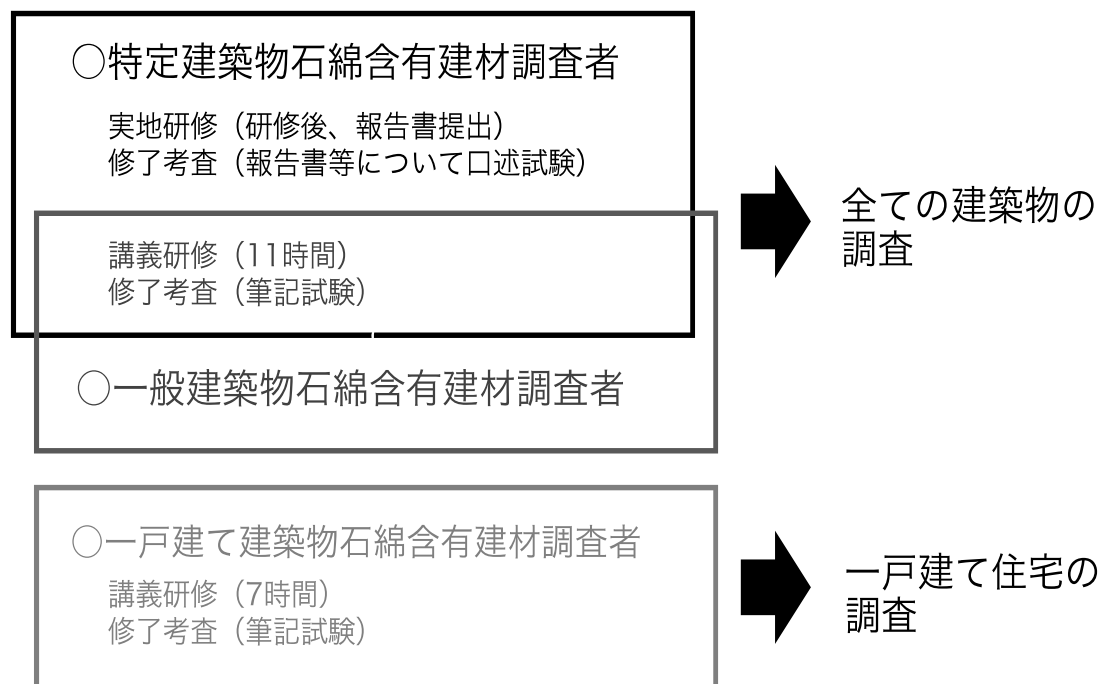 ○特定建築物石綿含有建材調査者
実地研修（研修後、報告書提出）
修了考査（報告書等について口述試験）
講義研修（11時間）
修了考査（筆記試験）
○一般建築物石綿含有建材調査者
全ての建築物の
調査
○一戸建て建築物石綿含有建材調査者
講義研修（7時間）
修了考査（筆記試験）
一戸建て住宅の
調査